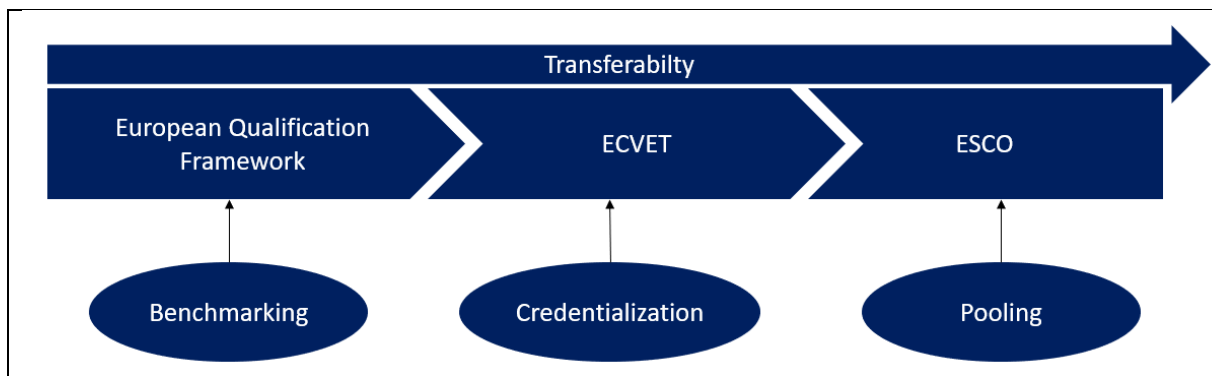 Transferabilty
European Qualification
Framework
ECVET
ESCO
Benchmarking
Credentialization
Pooling